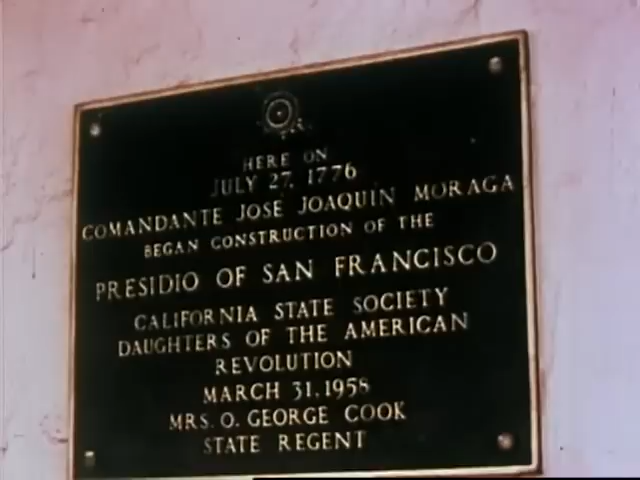 HERE ON
JULY 27, 1776
COMANDANTE JOSE JOAQUIN MORAGA
BEGAN CONSTRUCTION OF THE
PRESIDIO OF SAN FRANCISCO
CALIFORNIA STATE SOCIETY
DAUGHTERS OF THE AMERICAN
REVOLUTION
MARCH 31, 1958
MRS. O. GEORGE COOK
STATE REGENT